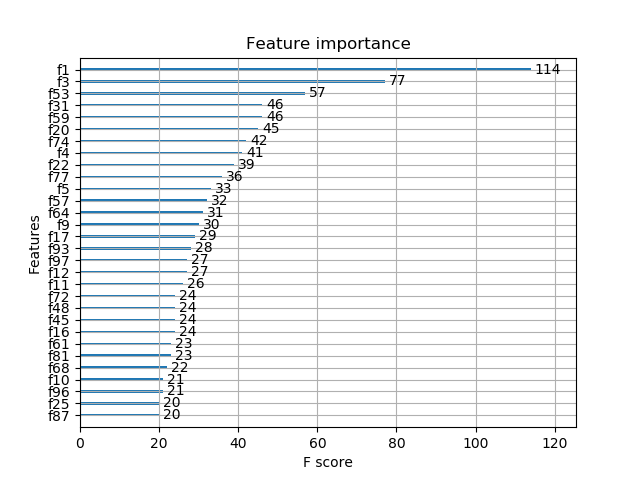 Feature importance
f1 114
f3 77
f53 57
f31 46
f59 46
f20 45
f74 42
f4 41
f22 39
f77 36
f5 33
f57 32
f64 31
f9 30
f17 29
f93 28
f97 27
f12 27
f11 26
f72 24
f48 24
f45 24
f16 24
f61 23
f81 23
f68 22
f10 21
f96 21
f25 20
f87 20
Features
0 20 40 60 80 100 120
F score